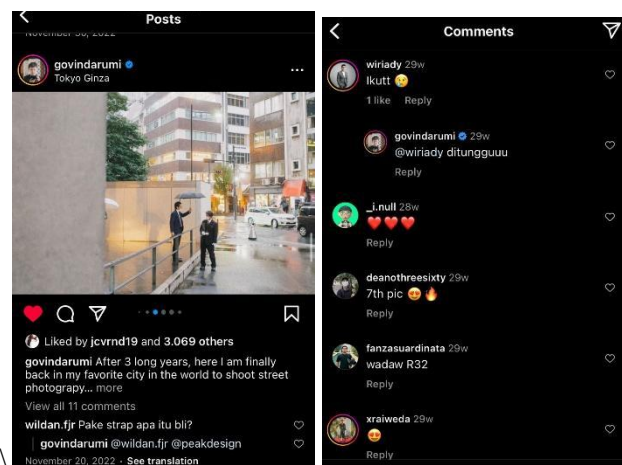 Posts
November 30, 2022
govindarumi
Tokyo Ginza
Liked by jcvrnd19 and 3.069 others
govindarumi After 3 long years, here I am finally
back in my favorite city in the world to shoot street
photograpy... more
View all 11 comments
wildan.fjr Pake strap apa itu bli?
govindarumi @wildan.fjr @peakdesign
November 20, 2022 · See translation
\
Comments
wiriady 29w
Ikutt 😢
1 like Reply
govindarumi 29w
@wiriady ditungguuu
Reply
_i.null 28w
❤️❤️❤️
Reply
deanothreesixty 29w
7th pic 😍🔥
Reply
fanzasuardinata 29w
wadaw R32
Reply
xraiweda 29w
😍
Reply